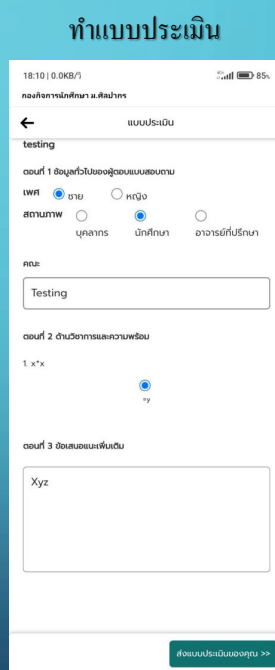 ทำแบบประเมิน
18:10 | 0.0KB/วิ 85%
กองกิจการนักศึกษา ม.ศิลปากร
← แบบประเมิน
testing
ตอนที่ 1 ข้อมูลทั่วไปของผู้ตอบแบบสอบถาม
เพศ ชาย หญิง
สถานภาพ
บุคลากร นักศึกษา อาจารย์ที่ปรึกษา
คณะ
Testing
ตอนที่ 2 ด้านวิชาการและความพร้อม
1. x*x
=y
ตอนที่ 3 ข้อเสนอแนะเพิ่มเติม
Xyz
ส่งแบบประเมินของคุณ >>